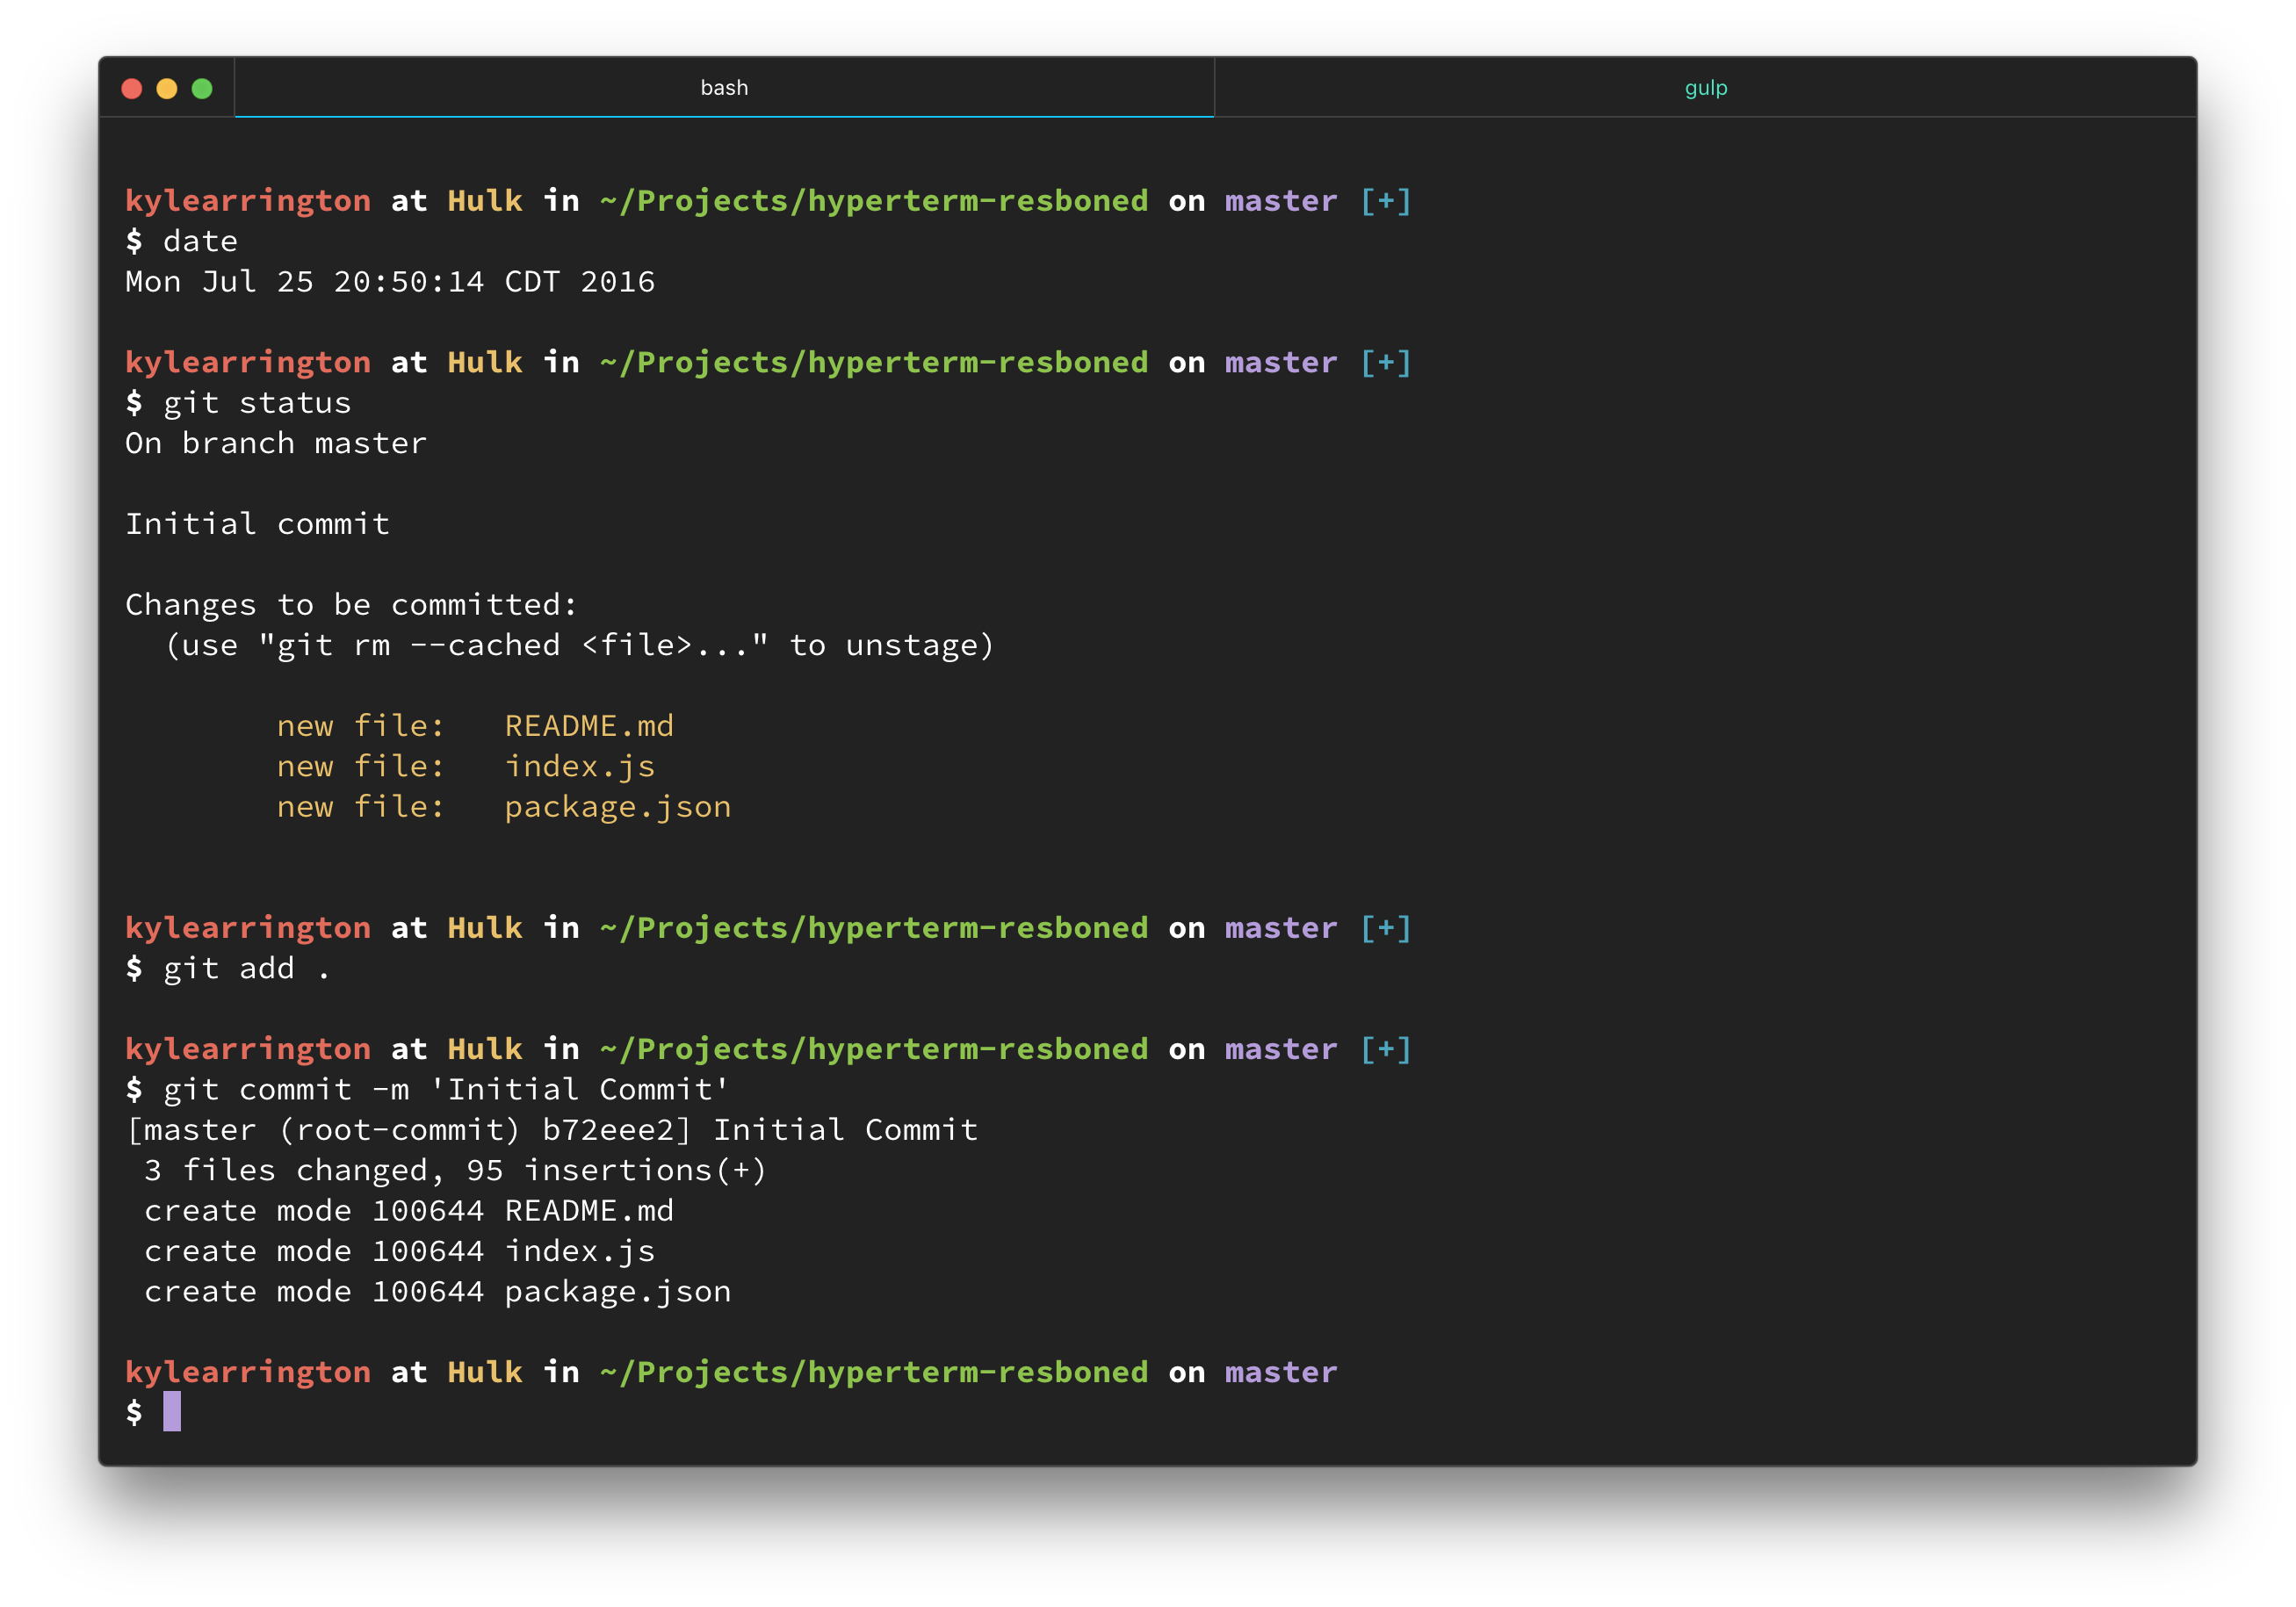 bash
gulp
kylearrington at Hulk in ~/Projects/hyperterm-resboned on master [+]
$ date
Mon Jul 25 20:50:14 CDT 2016
kylearrington at Hulk in ~/Projects/hyperterm-resboned on master [+]
$ git status
On branch master
Initial commit
Changes to be committed:
  (use "git rm --cached <file>..." to unstage)
        new file:   README.md
        new file:   index.js
        new file:   package.json
kylearrington at Hulk in ~/Projects/hyperterm-resboned on master [+]
$ git add .
kylearrington at Hulk in ~/Projects/hyperterm-resboned on master [+]
$ git commit -m 'Initial Commit'
[master (root-commit) b72eee2] Initial Commit
 3 files changed, 95 insertions(+)
 create mode 100644 README.md
 create mode 100644 index.js
 create mode 100644 package.json
kylearrington at Hulk in ~/Projects/hyperterm-resboned on master
$